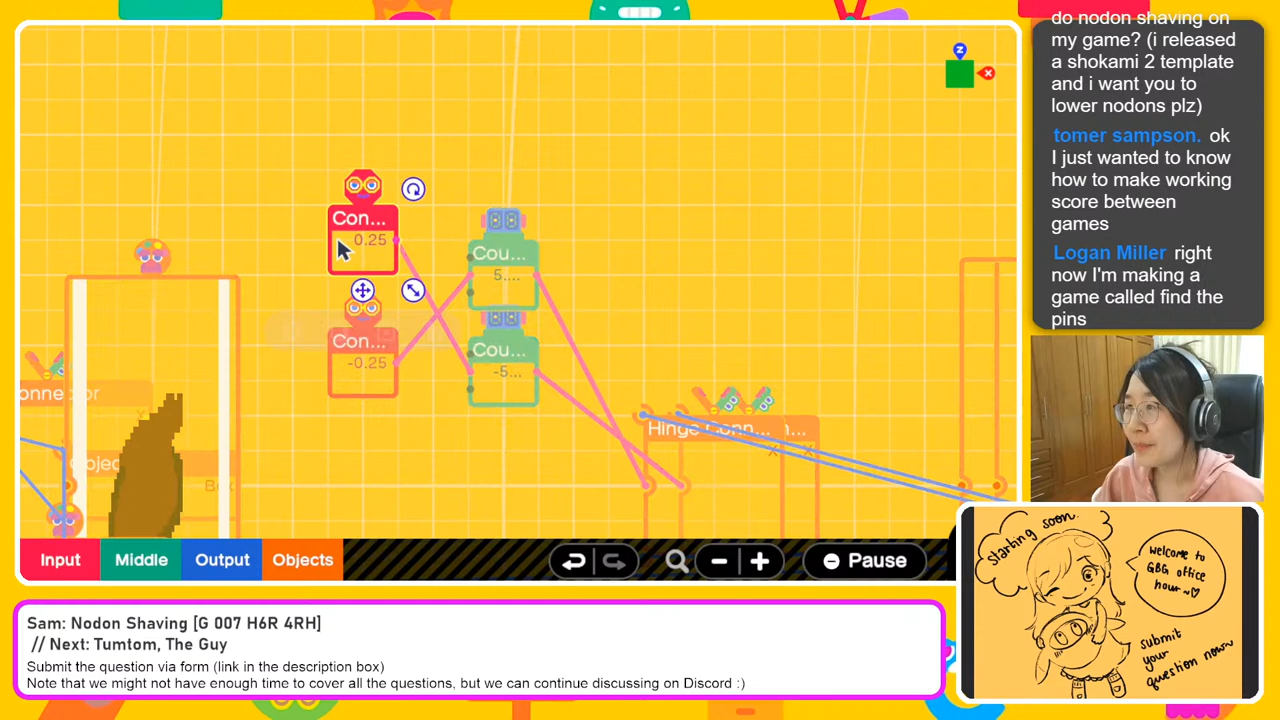 do nodon shaving on
my game? (i released
a shokami 2 template
and i want you to
lower nodons plz)
tomer sampson. ok
I just wanted to know
how to make working
score between
games
Logan Miller right
now I'm making a
game called find the
pins
Z
X
Con...
0.25
Con...
-0.25
Cou...
5....
Cou...
-5...
Hinge Conn...
Input
Middle
Output
Objects
Pause
starting soon
welcome to
GBG office
hour~♡
submit
your
question now~
Sam: Nodon Shaving [G 007 H6R 4RH]
// Next: Tumtom, The Guy
Submit the question via form (link in the description box)
Note that we might not have enough time to cover all the questions, but we can continue discussing on Discord :)